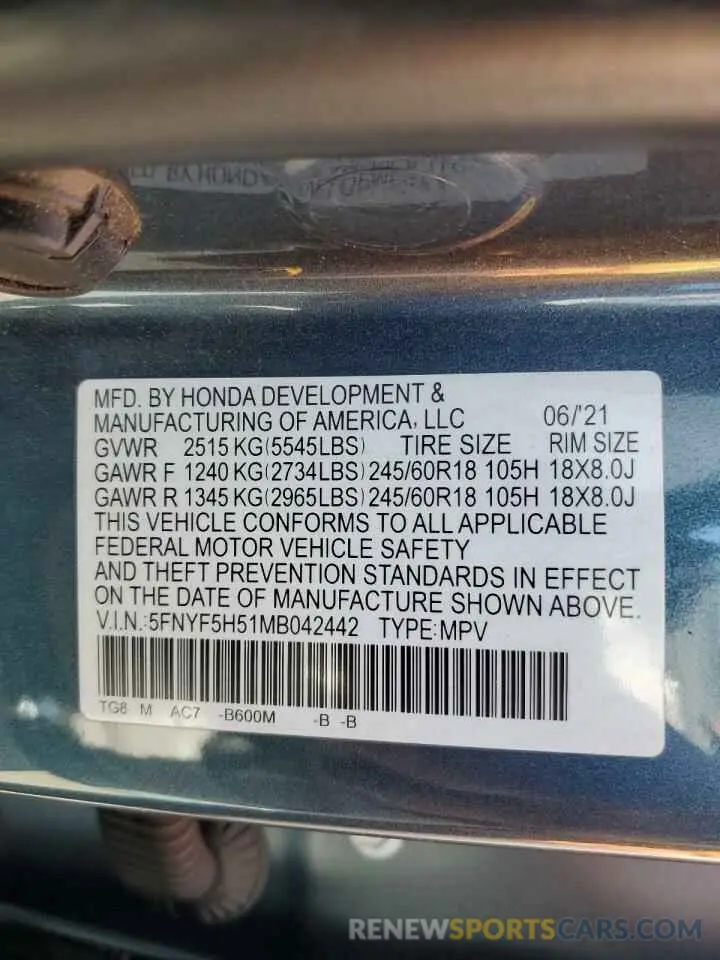 MFD. BY HONDA DEVELOPMENT &
MANUFACTURING OF AMERICA, LLC 06/'21
GVWR 2515 KG(5545LBS) TIRE SIZE RIM SIZE
GAWR F 1240 KG(2734LBS)245/60R18 105H 18X8.0J
GAWR R 1345 KG(2965LBS)245/60R18 105H 18X8.0J
THIS VEHICLE CONFORMS TO ALL APPLICABLE
FEDERAL MOTOR VEHICLE SAFETY
AND THEFT PREVENTION STANDARDS IN EFFECT
ON THE DATE OF MANUFACTURE SHOWN ABOVE.
V.I.N.:5FNYF5H51MB042442 TYPE:MPV
TG8 M AC7 -B600M -B -B
RENEWSPORTSCARS.COM